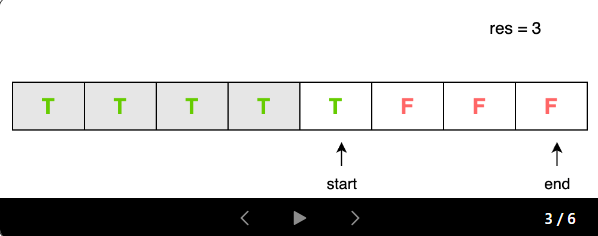 res = 3
T T T T T F F F
start end
3 / 6